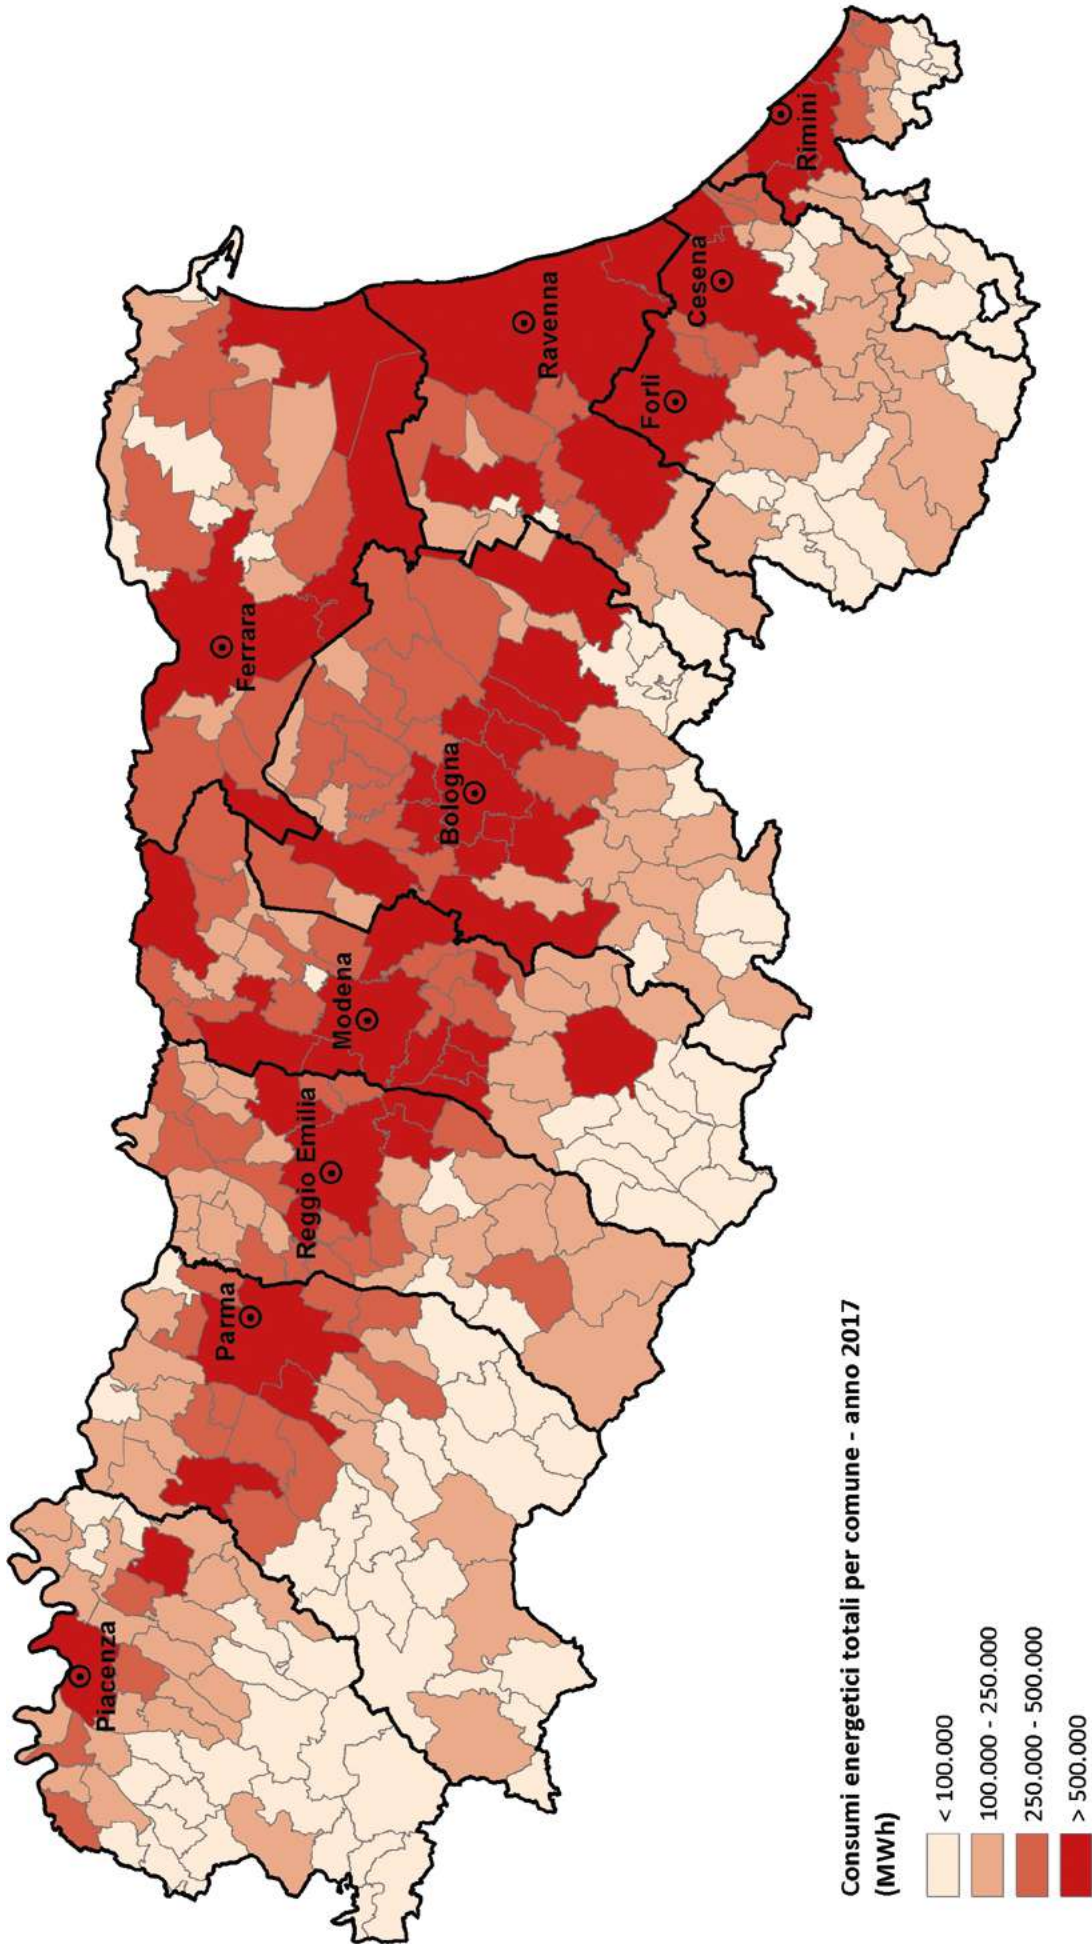 Piacenza
Parma
Reggio Emilia
Modena
Bologna
Ferrara
Ravenna
Forlì
Cesena
Rimini
Consumi energetici totali per comune - anno 2017
(MWh)
< 100.000
100.000 - 250.000
250.000 - 500.000
> 500.000